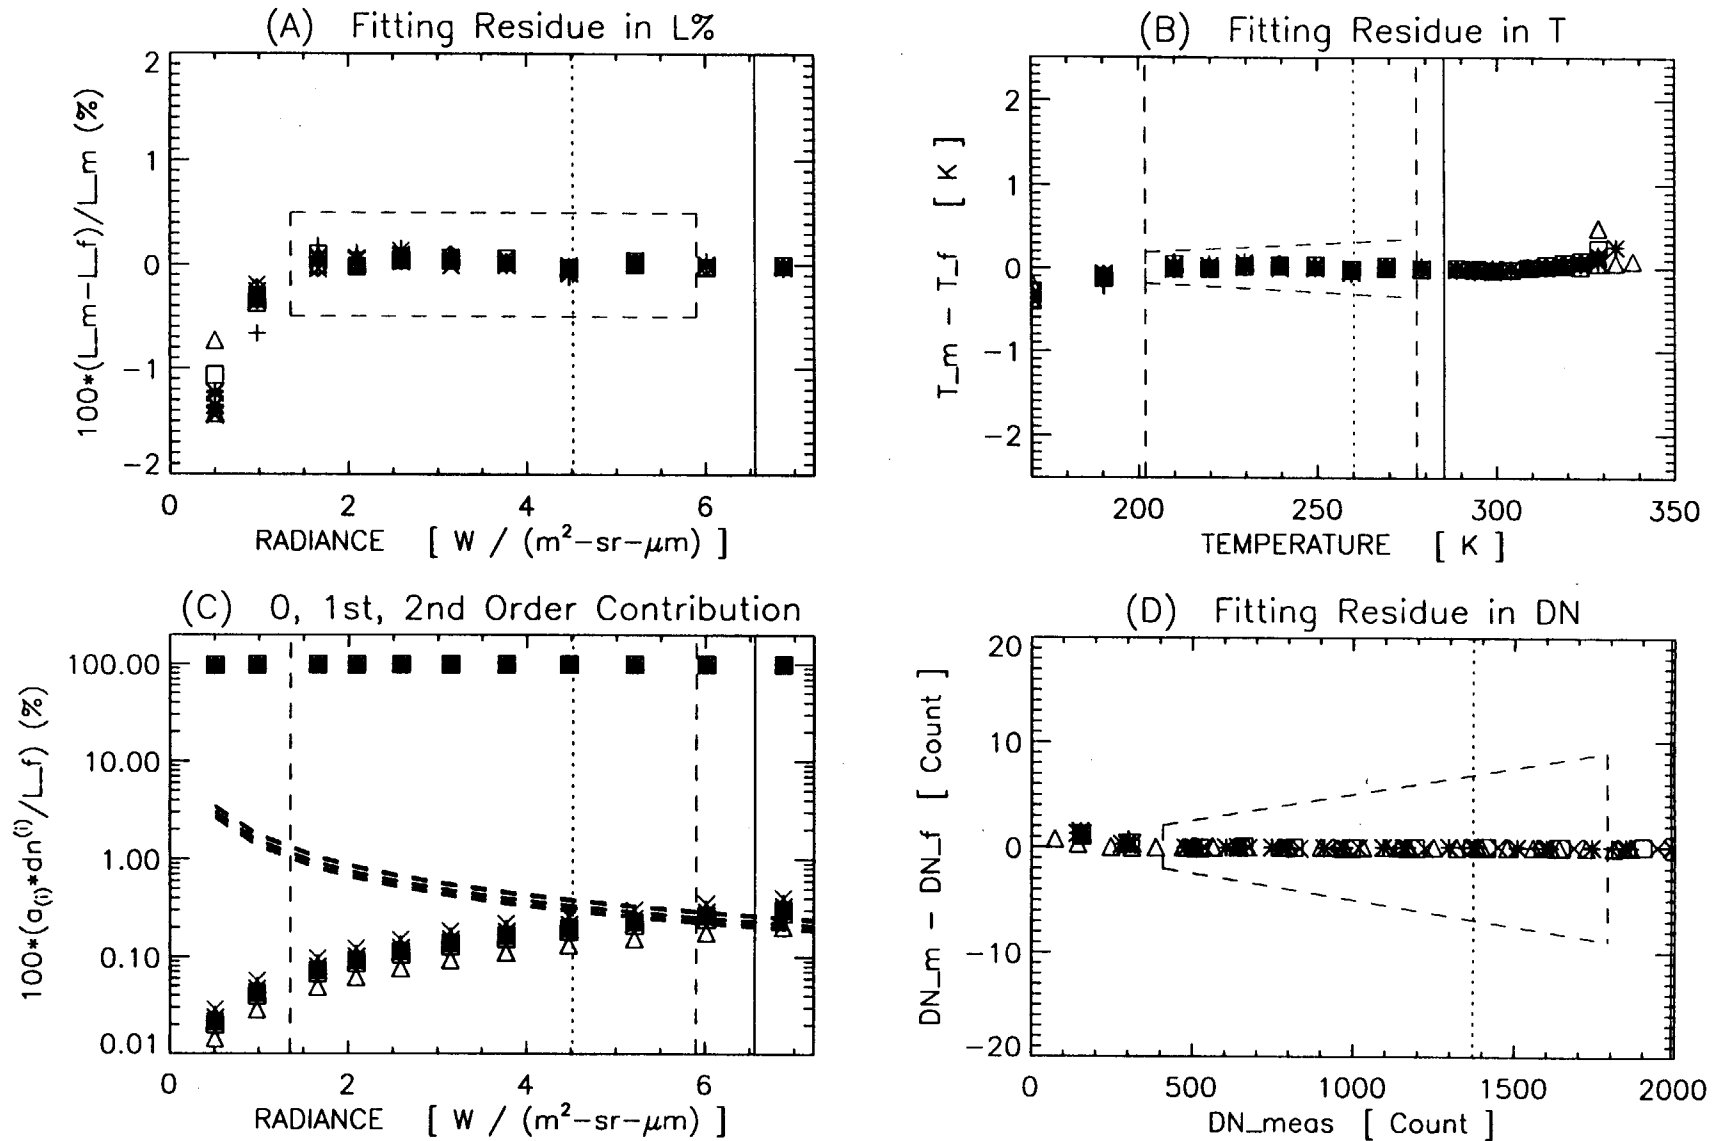 (A) Fitting Residue in L%
100*(L_m-L_f)/L_m (%)
2
1
0
-1
-2
0 2 4 6
RADIANCE [ W / (m²-sr-μm) ]
(B) Fitting Residue in T
T_m - T_f [ K ]
2
1
0
-1
-2
200 250 300 350
TEMPERATURE [ K ]
(C) 0, 1st, 2nd Order Contribution
100*(a₍ᵢ₎*dn⁽ⁱ⁾/L_f) (%)
100.00
10.00
1.00
0.10
0.01
0 2 4 6
RADIANCE [ W / (m²-sr-μm) ]
(D) Fitting Residue in DN
DN_m - DN_f [ Count ]
20
10
0
-10
-20
0 500 1000 1500 2000
DN_meas [ Count ]